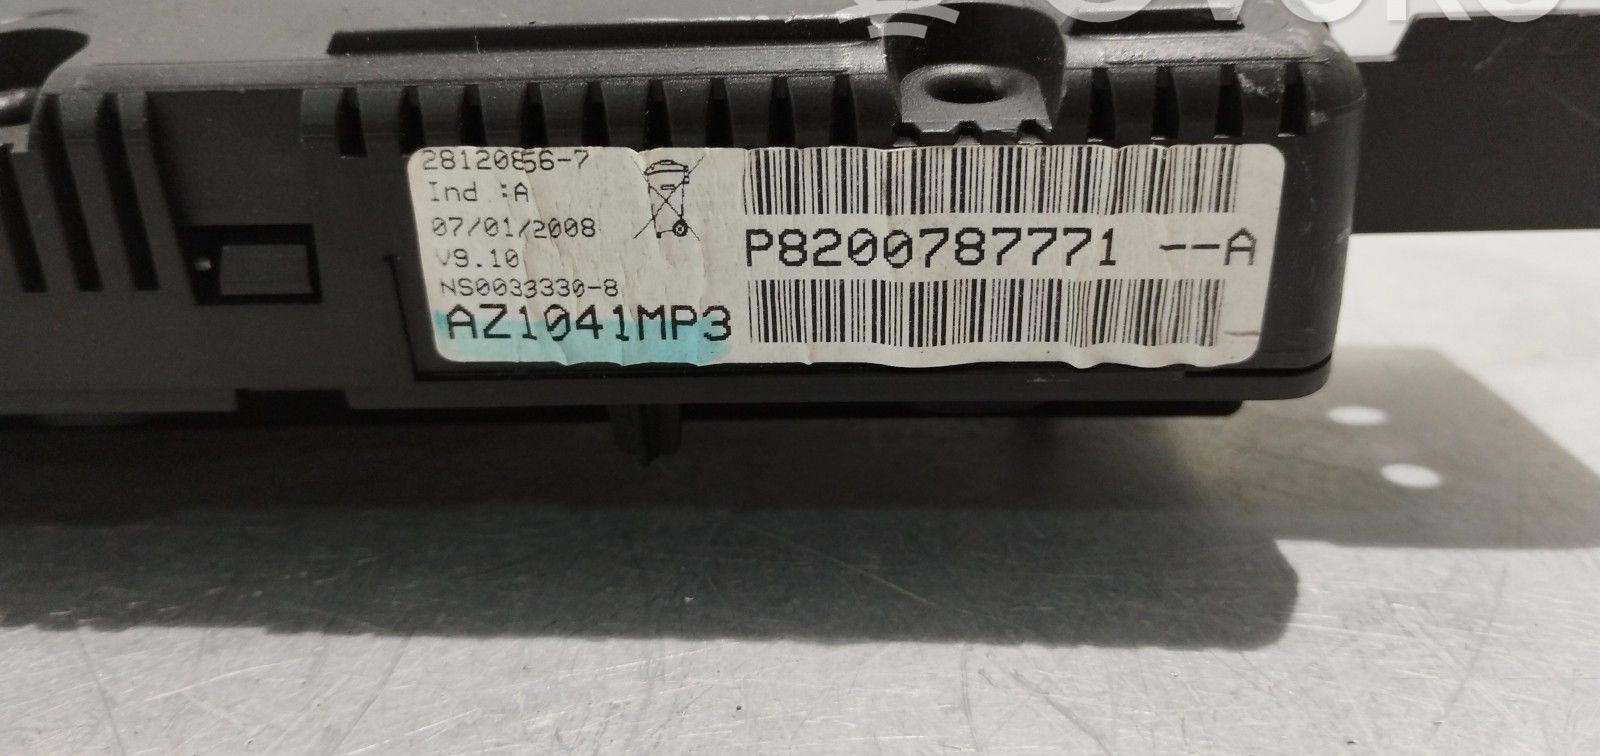 28120856-7
Ind :A
07/01/2008
V9.10
NS0033330-8
AZ1041MP3
P8200787771 --A